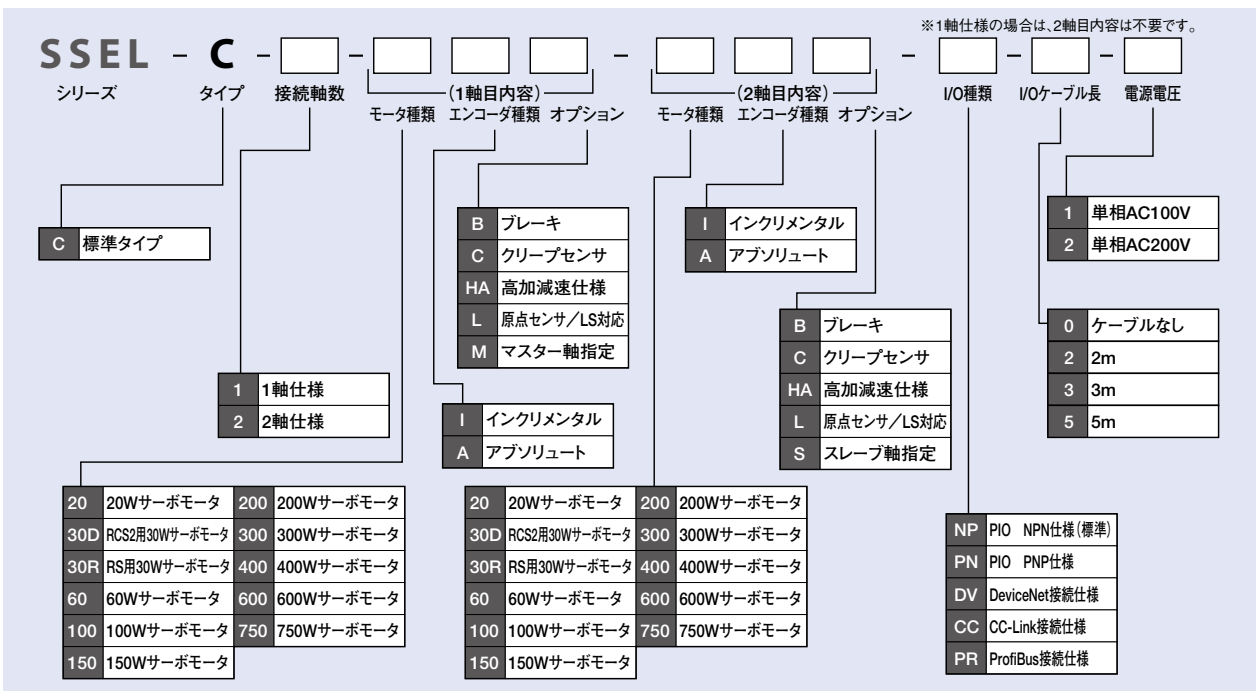 ※1軸仕様の場合は、2軸目内容は不要です。
SSEL － C － － － － －
シリーズ タイプ 接続軸数 (1軸目内容) (2軸目内容) I/O種類 I/Oケーブル長 電源電圧
モータ種類 エンコーダ種類 オプション モータ種類 エンコーダ種類 オプション
C 標準タイプ
1 1軸仕様
2 2軸仕様
20 20Wサーボモータ 200 200Wサーボモータ
30D RCS2用30Wサーボモータ 300 300Wサーボモータ
30R RS用30Wサーボモータ 400 400Wサーボモータ
60 60Wサーボモータ 600 600Wサーボモータ
100 100Wサーボモータ 750 750Wサーボモータ
150 150Wサーボモータ
I インクリメンタル
A アブソリュート
B ブレーキ
C クリープセンサ
HA 高加減速仕様
L 原点センサ／LS対応
M マスター軸指定
20 20Wサーボモータ 200 200Wサーボモータ
30D RCS2用30Wサーボモータ 300 300Wサーボモータ
30R RS用30Wサーボモータ 400 400Wサーボモータ
60 60Wサーボモータ 600 600Wサーボモータ
100 100Wサーボモータ 750 750Wサーボモータ
150 150Wサーボモータ
I インクリメンタル
A アブソリュート
B ブレーキ
C クリープセンサ
HA 高加減速仕様
L 原点センサ／LS対応
S スレーブ軸指定
NP PIO NPN仕様(標準)
PN PIO PNP仕様
DV DeviceNet接続仕様
CC CC-Link接続仕様
PR ProfiBus接続仕様
0 ケーブルなし
2 2m
3 3m
5 5m
1 単相AC100V
2 単相AC200V